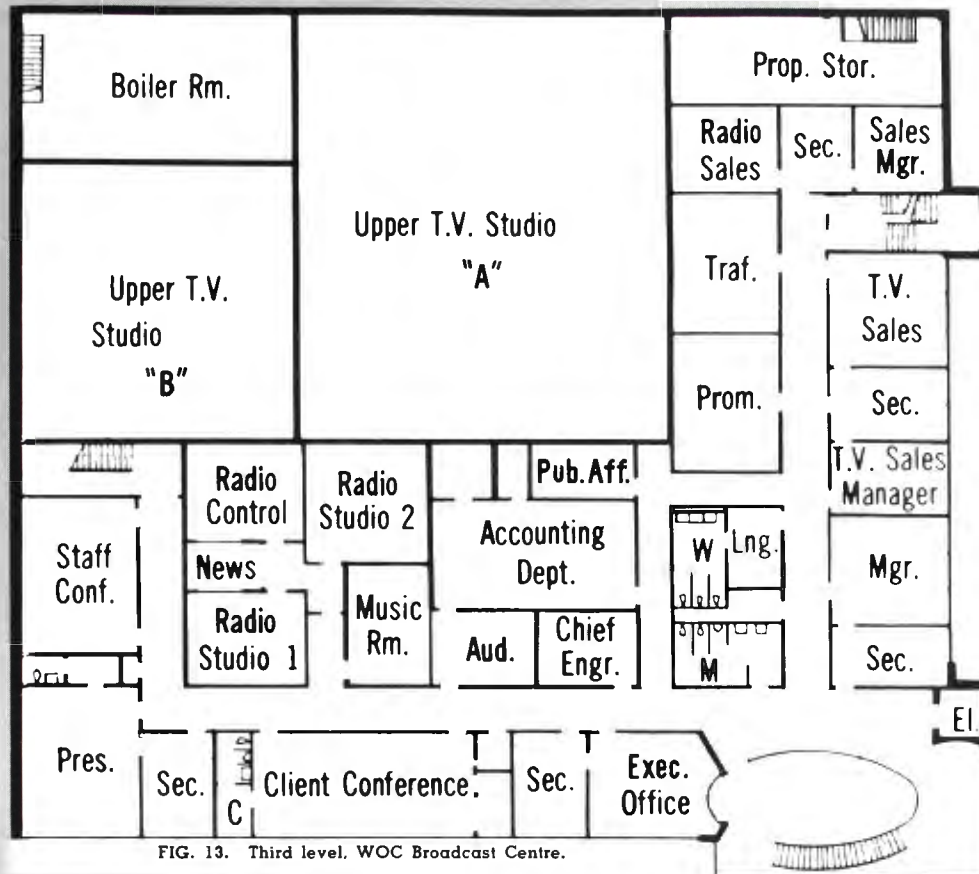 Boiler Rm.
Upper T.V. Studio
"A"
Upper T.V.
Studio
"B"
Prop. Stor.
Radio
Sales
Sec.
Sales
Mgr.
Traf.
T.V.
Sales
Prom.
Sec.
T.V. Sales
Manager
Radio
Control
Radio
Studio 2
Pub. Aff.
Accounting
Dept.
W
Lng.
Mgr.
Staff
Conf.
News
Radio
Studio 1
Music
Rm.
Aud.
Chief
Engr.
M
Sec.
El.
Pres.
Sec.
C
Client Conference.
Sec.
Exec.
Office
FIG. 13. Third level, WOC Broadcast Centre.